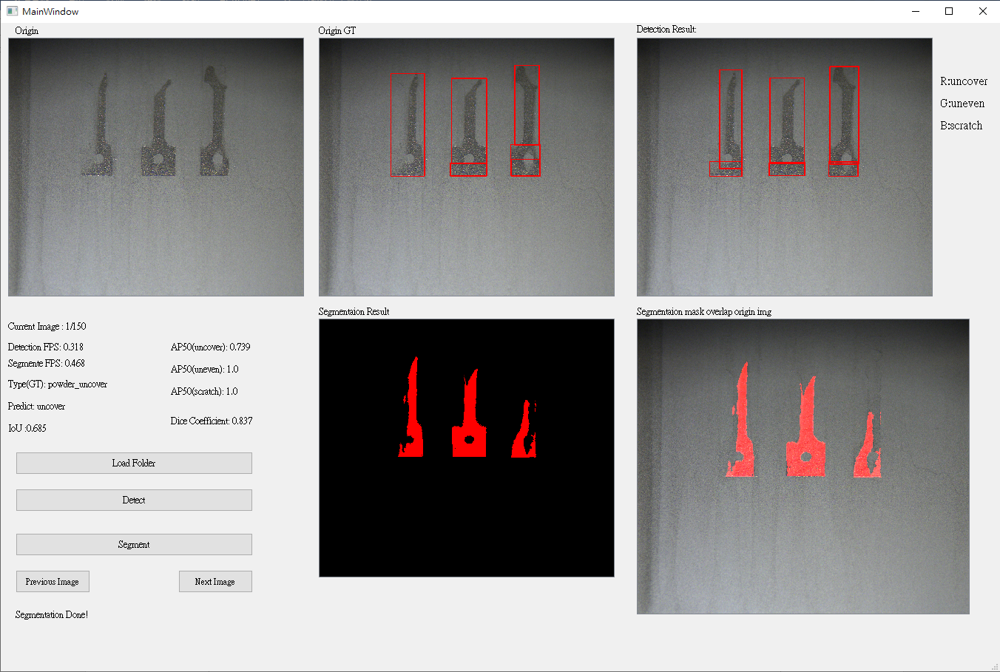 MainWindow
Origin
Origin GT
Detection Result:
R:uncover
G:uneven
B:scratch
Current Image : 1/150
Detection FPS: 0.318
Segmente FPS: 0.468
Type(GT): powder_uncover
Predict: uncover
IoU :0.685
AP50(uncover): 0.739
AP50(uneven): 1.0
AP50(scratch): 1.0
Dice Coefficient: 0.837
Segmentaion Result
Segmentaion mask overlap origin img
Load Folder
Detect
Segment
Previous Image
Next Image
Segmentation Done!